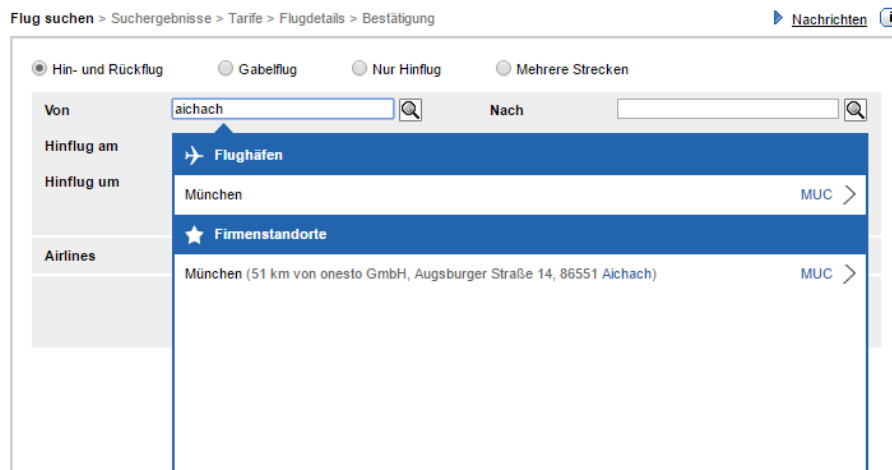 Flug suchen > Suchergebnisse > Tarife > Flugdetails > Bestätigung
Nachrichten
Hin- und Rückflug Gabelflug Nur Hinflug Mehrere Strecken
Von aichach Nach
Hinflug am
Flughäfen
Hinflug um
München MUC
Firmenstandorte
Airlines
München (51 km von onesto GmbH, Augsburger Straße 14, 86551 Aichach) MUC